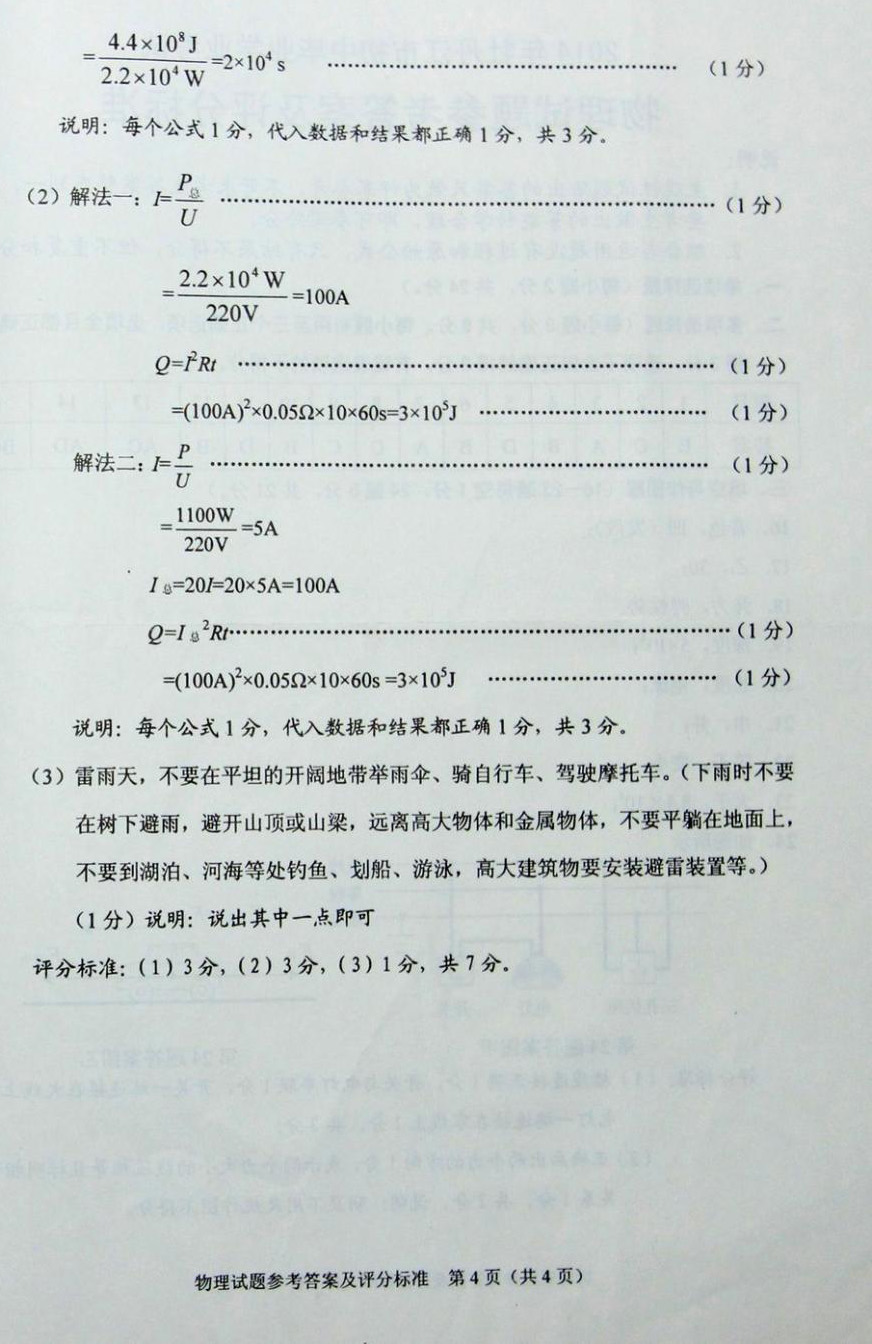 =4.4×10⁸J/2.2×10⁴W=2×10⁴ s ……………………………………（1分）
说明：每个公式1分，代入数据和结果都正确1分，共3分。
（2）解法一：I=P总/U ……………………………………（1分）
=2.2×10⁴W/220V=100A
Q=I²Rt ……………………………………（1分）
=(100A)²×0.05Ω×10×60s=3×10⁵J ……………………………………（1分）
解法二：I=P/U ……………………………………（1分）
=1100W/220V=5A
I总=20I=20×5A=100A
Q=I总²Rt……………………………………（1分）
=(100A)²×0.05Ω×10×60s =3×10⁵J ……………………………………（1分）
说明：每个公式1分，代入数据和结果都正确1分，共3分。
（3）雷雨天，不要在平坦的开阔地带举雨伞、骑自行车、驾驶摩托车。（下雨时不要
在树下避雨，避开山顶或山梁，远离高大物体和金属物体，不要平躺在地面上，
不要到湖泊、河海等处钓鱼、划船、游泳，高大建筑物要安装避雷装置等。）
（1分）说明：说出其中一点即可
评分标准：（1）3分，（2）3分，（3）1分，共7分。
物理试题参考答案及评分标准 第4页（共4页）